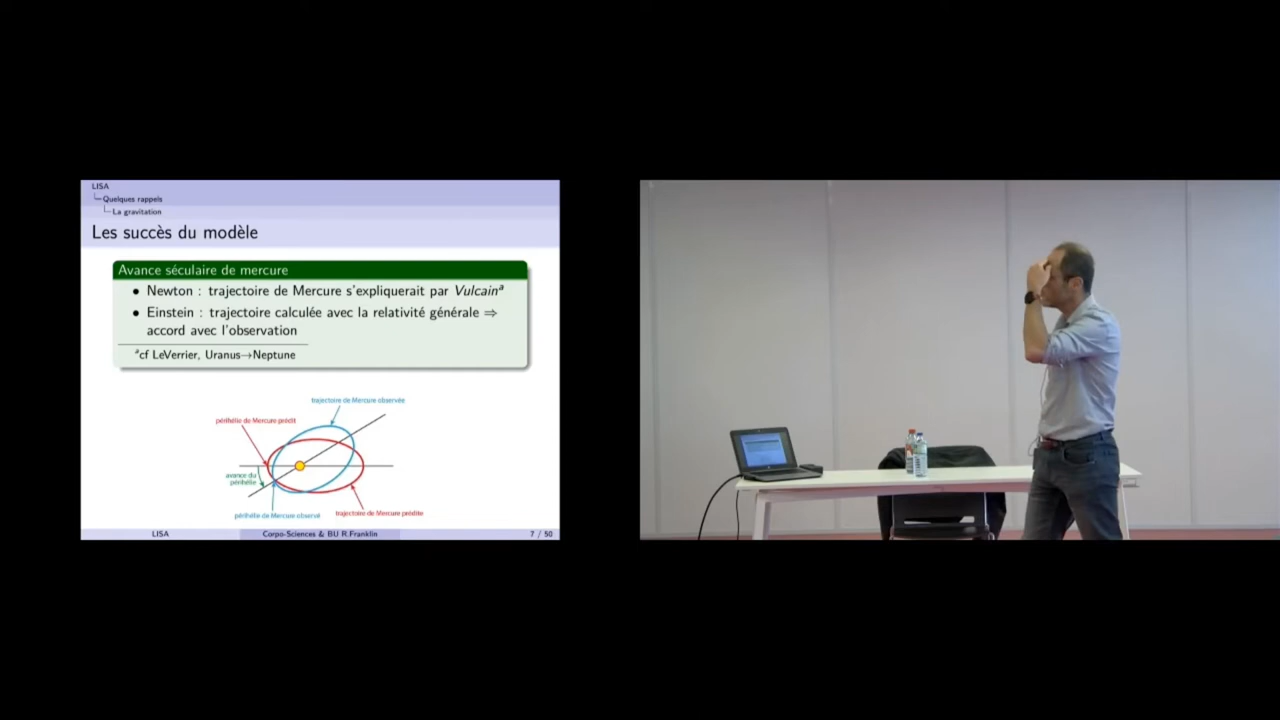 LISA
Quelques rappels
La gravitation
Les succès du modèle
Avance séculaire de mercure
• Newton : trajectoire de Mercure s'expliquerait par Vulcainᵃ
• Einstein : trajectoire calculée avec la relativité générale ⇒
accord avec l'observation
ᵃcf LeVerrier, Uranus→Neptune
trajectoire de Mercure observée
périhélie de Mercure prédit
avance du
périhélie
périhélie de Mercure observé
trajectoire de Mercure prédite
LISA
Corpo-Sciences & BU R.Franklin
7 / 50